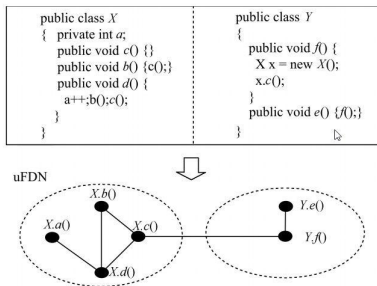 public class X
{ private int a;
public void c() {}
public void b() {c();}
public void d() {
a++;b();c();
}
}
public class Y
{
public void f() {
X x = new X();
x.c();
}
public void e() {f();}
}
uFDN
X.b()
X.a()
X.c()
X.d()
Y.e()
Y.f()